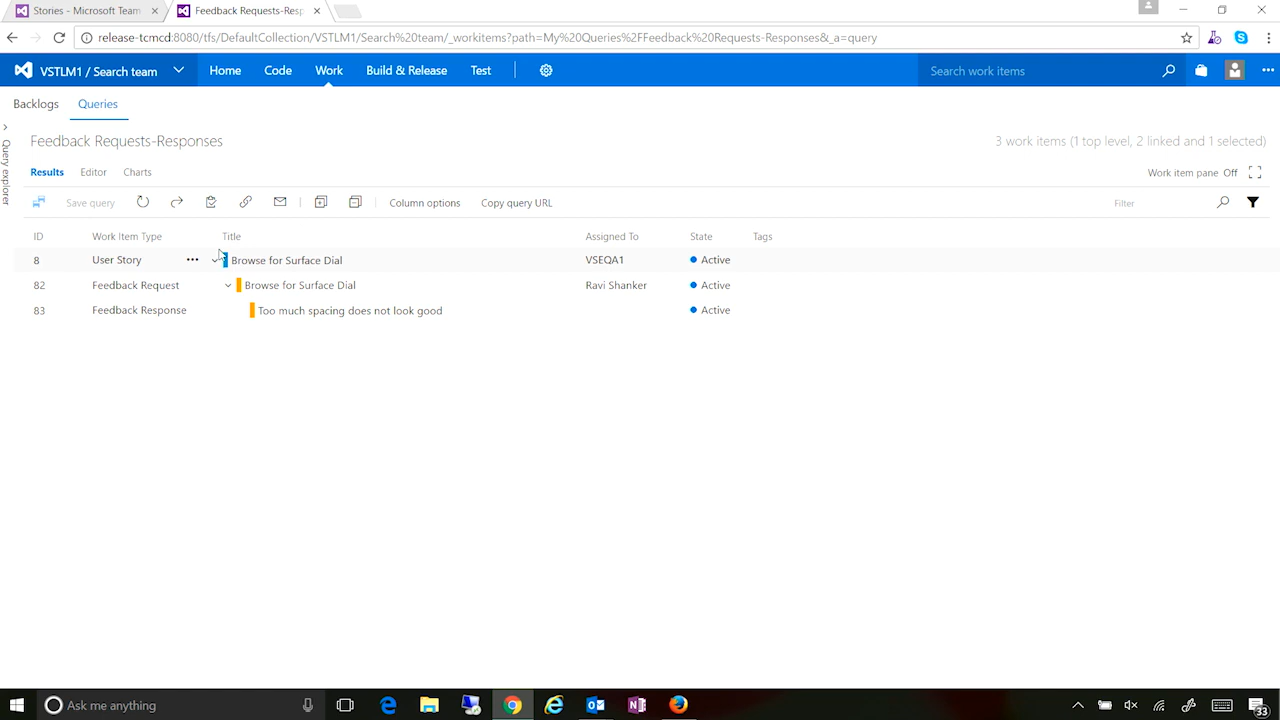 Stories - Microsoft Team
Feedback Requests-Resp
release-tcmcd:8080/tfs/DefaultCollection/VSTLM1/Search%20team/_workitems?path=My%20Queries%2FFeedback%20Requests-Responses&_a=query
VSTLM1 / Search team Home Code Work Build & Release Test Search work items
Backlogs Queries
Query explorer
Feedback Requests-Responses 3 work items (1 top level, 2 linked and 1 selected)
Results Editor Charts Work item pane Off
Save query Column options Copy query URL Filter
ID Work Item Type Title Assigned To State Tags
8 User Story Browse for Surface Dial VSEQA1 Active
82 Feedback Request Browse for Surface Dial Ravi Shanker Active
83 Feedback Response Too much spacing does not look good Active
Ask me anything
33